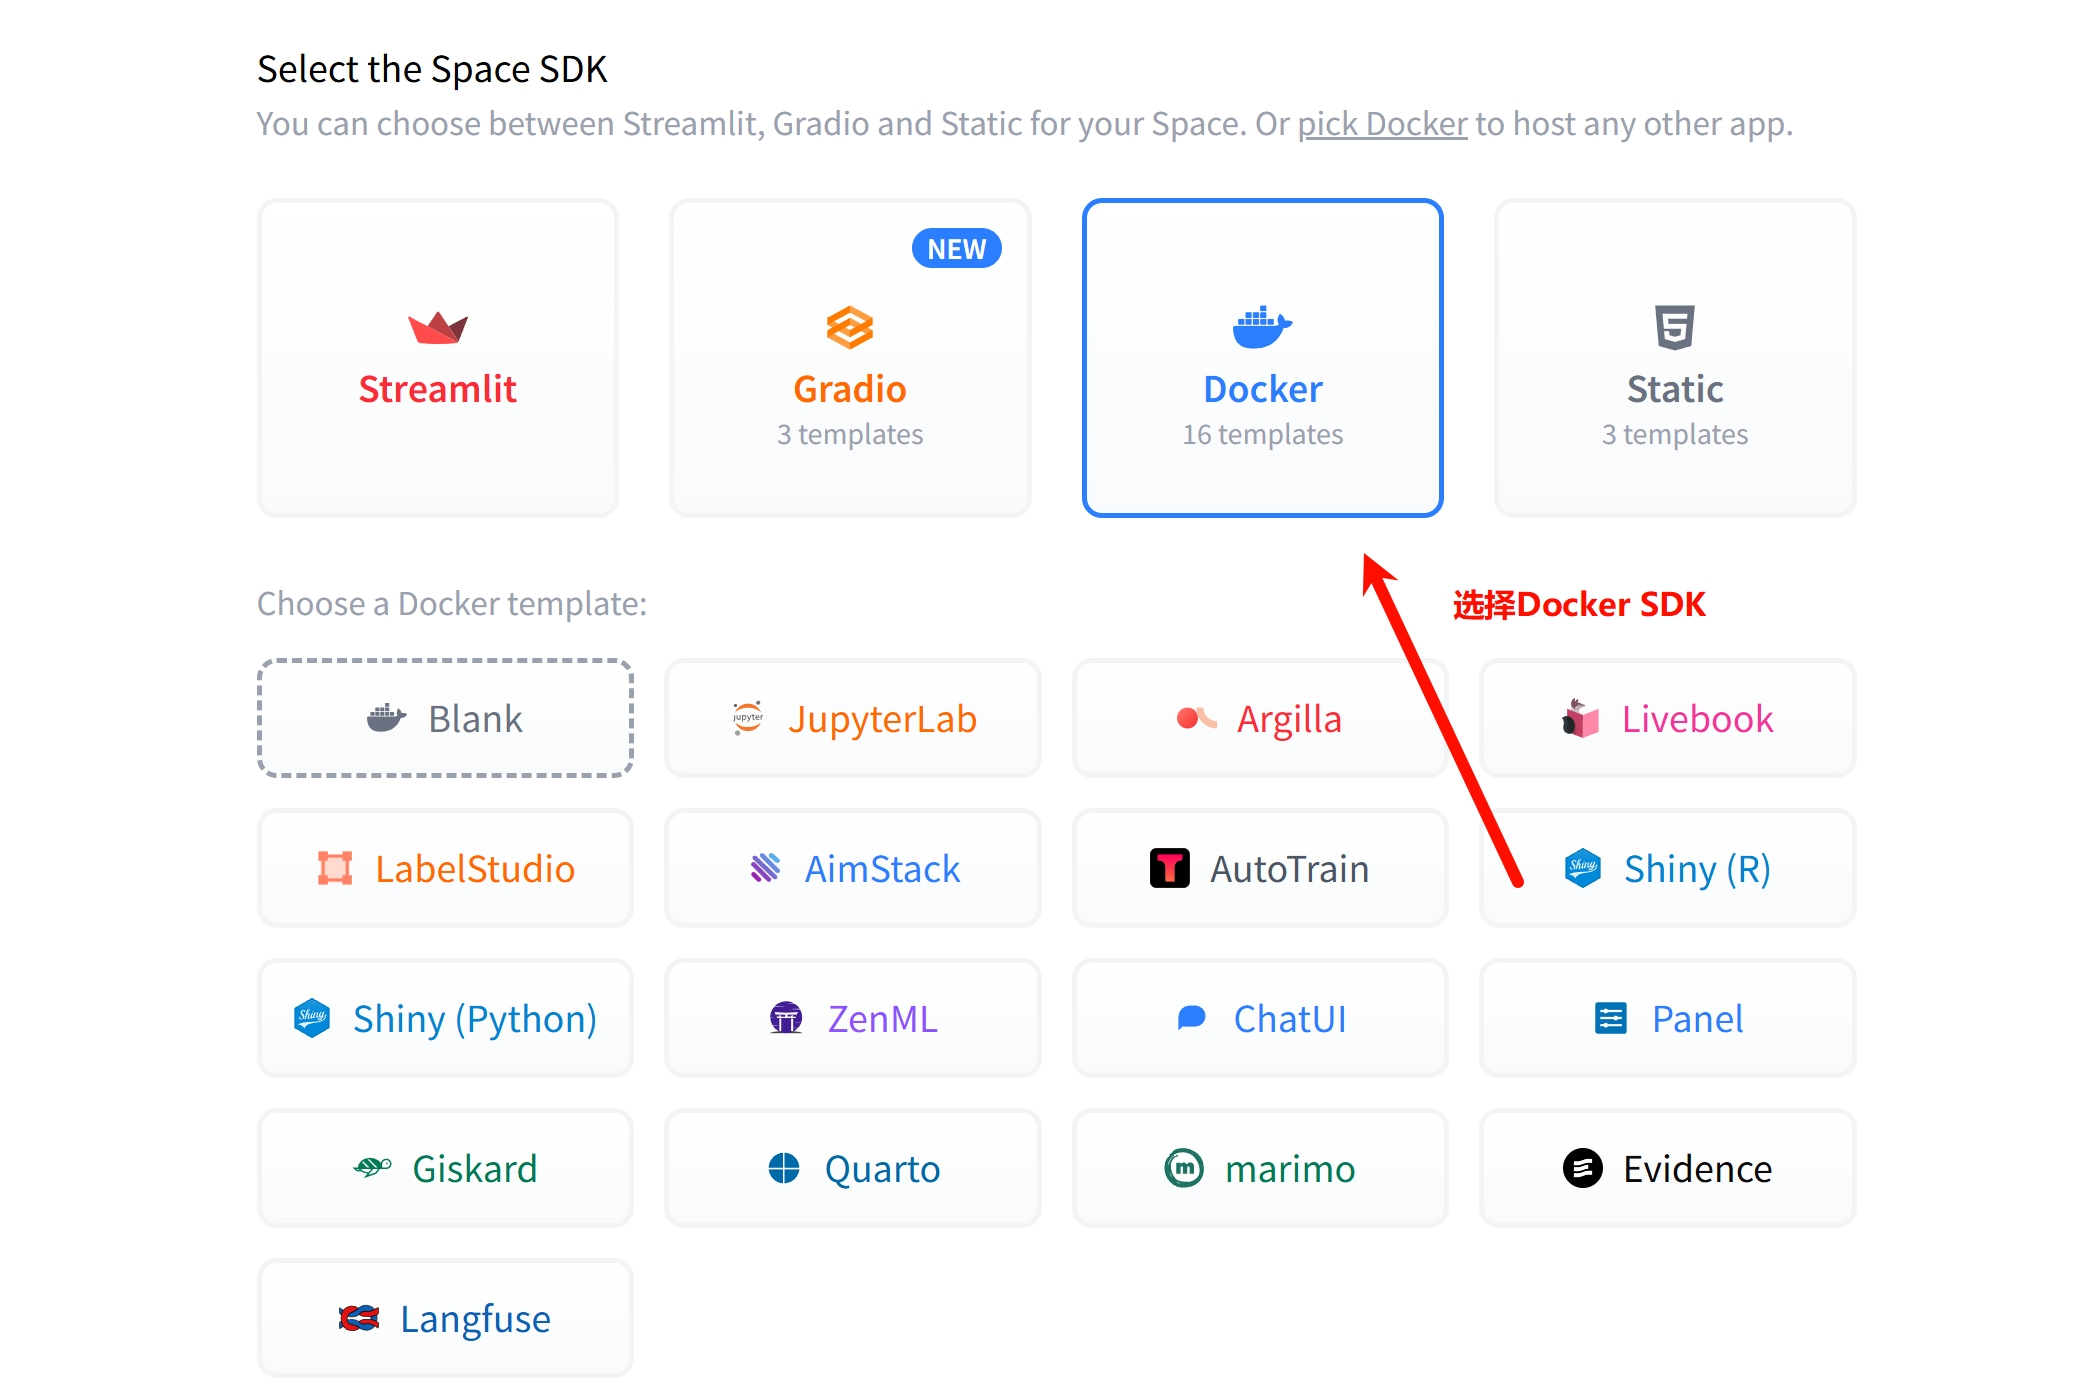 Select the Space SDK
You can choose between Streamlit, Gradio and Static for your Space. Or pick Docker to host any other app.
NEW
Streamlit
Gradio
Docker
Static
3 templates
16 templates
3 templates
Choose a Docker template:
选择Docker SDK
Blank
jupyter
JupyterLab
Argilla
Livebook
LabelStudio
AimStack
AutoTrain
Shiny
Shiny (R)
Shiny
Shiny (Python)
ZenML
ChatUI
Panel
Giskard
Quarto
m
marimo
Evidence
Langfuse